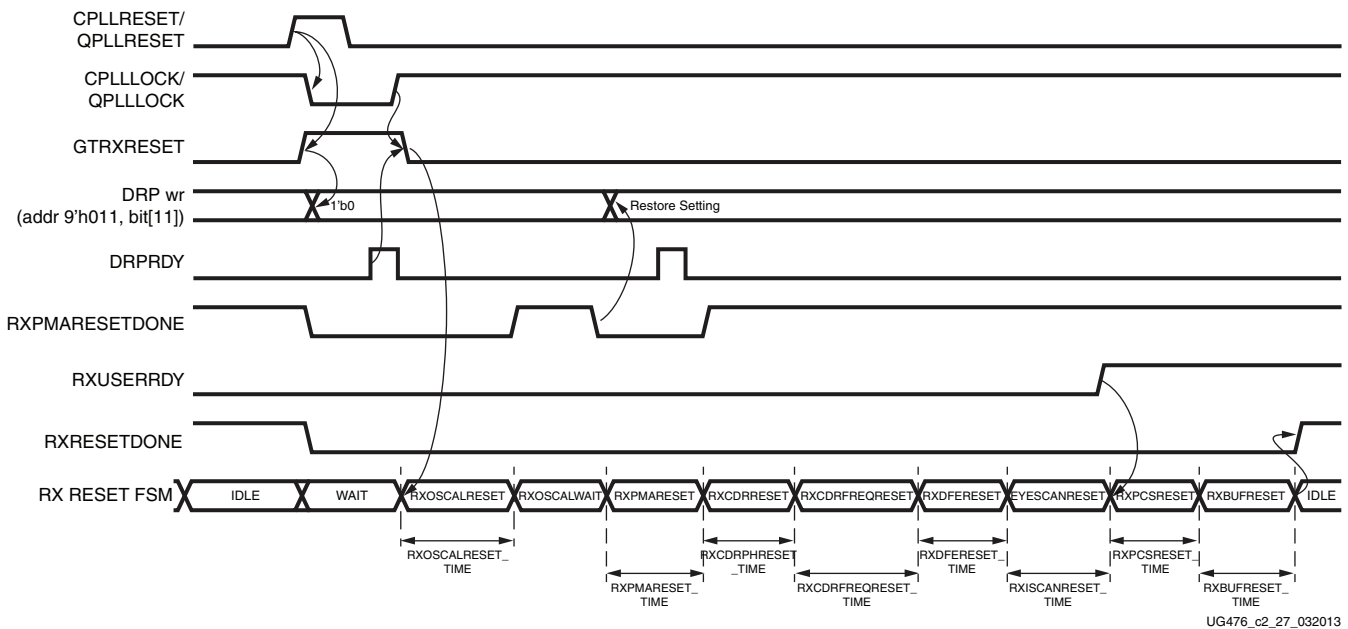 CPLLRESET/
QPLLRESET
CPLLLOCK/
QPLLLOCK
GTRXRESET
DRP wr
(addr 9'h011, bit[11])
1'b0
Restore Setting
DRPRDY
RXPMARESETDONE
RXUSERRDY
RXRESETDONE
RX RESET FSM
IDLE
WAIT
RXOSCALRESET
RXOSCALWAIT
RXPMARESET
RXCDRRESET
RXCDRFREQRESET
RXDFERESET
EYESCANRESET
RXPCSRESET
RXBUFRESET
IDLE
RXOSCALRESET_
TIME
RXPMARESET_
TIME
RXCDRPHRESET
_TIME
RXCDRFREQRESET_
TIME
RXDFERESET_
TIME
RXISCANRESET_
TIME
RXPCSRESET_
TIME
RXBUFRESET_
TIME
UG476_c2_27_032013